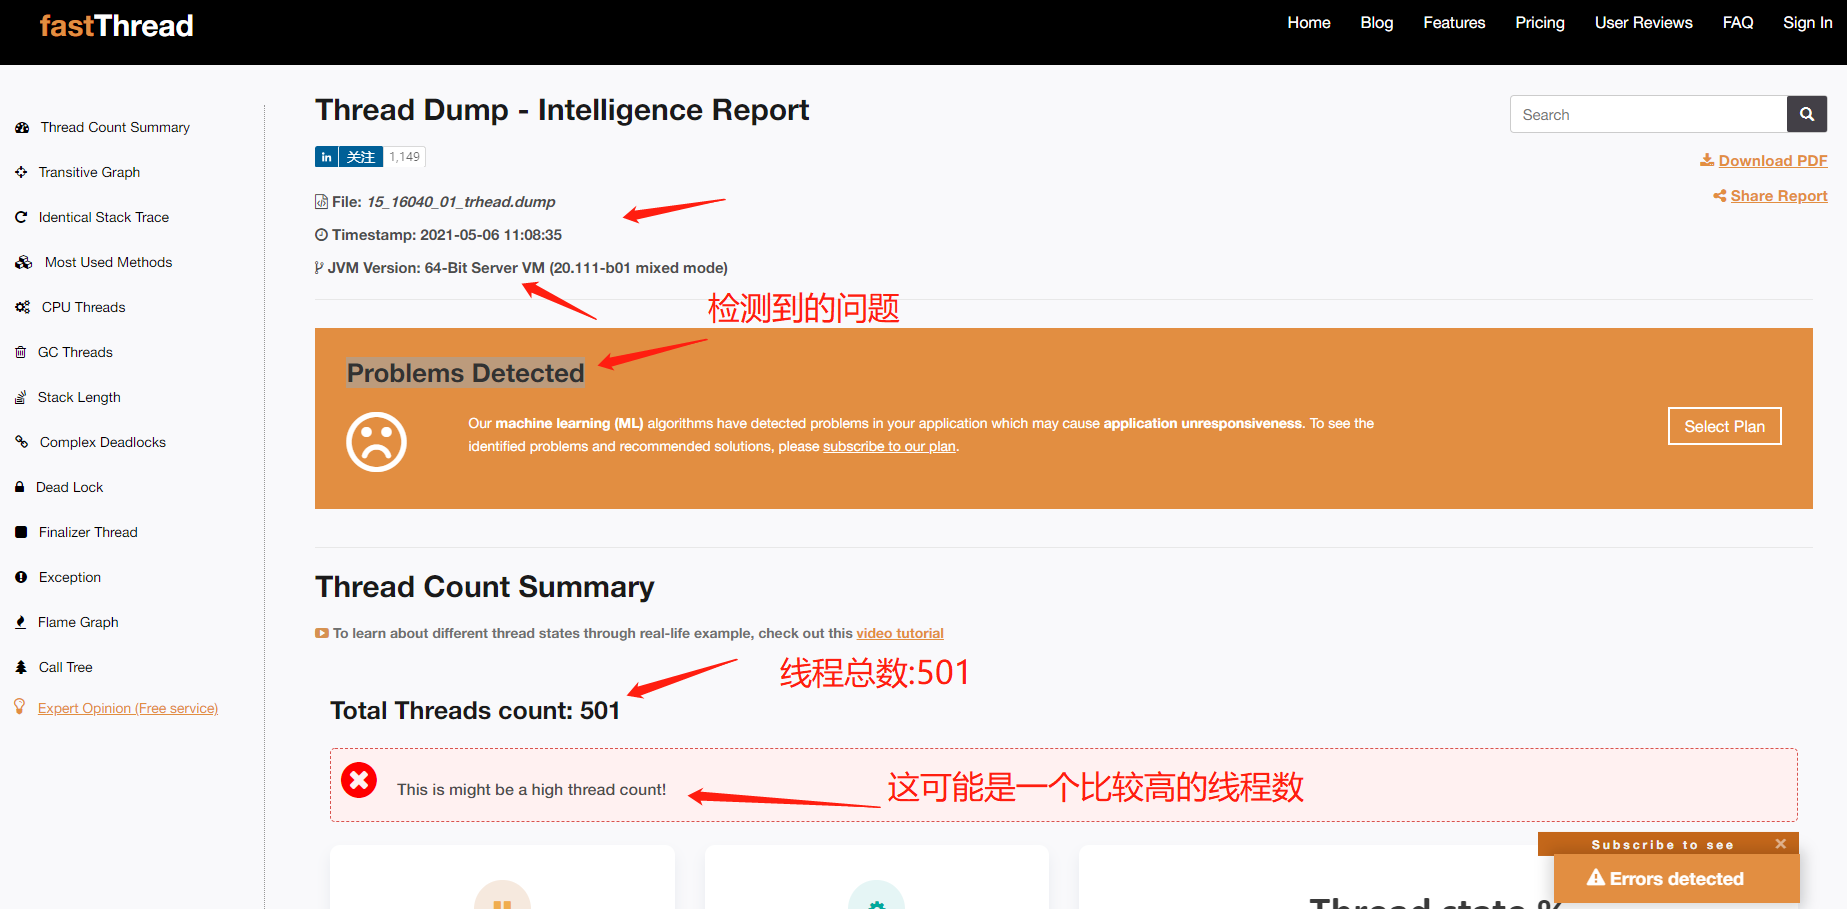 fastThread
Home Blog Features Pricing User Reviews FAQ Sign In
Thread Count Summary
Transitive Graph
Identical Stack Trace
Most Used Methods
CPU Threads
GC Threads
Stack Length
Complex Deadlocks
Dead Lock
Finalizer Thread
Exception
Flame Graph
Call Tree
Expert Opinion (Free service)
Thread Dump - Intelligence Report
in 关注 1,149
Search
Download PDF
Share Report
File: 15_16040_01_trhead.dump
Timestamp: 2021-05-06 11:08:35
JVM Version: 64-Bit Server VM (20.111-b01 mixed mode)
检测到的问题
Problems Detected
Our machine learning (ML) algorithms have detected problems in your application which may cause application unresponsiveness. To see the
identified problems and recommended solutions, please subscribe to our plan.
Select Plan
Thread Count Summary
To learn about different thread states through real-life example, check out this video tutorial
线程总数:501
Total Threads count: 501
This is might be a high thread count!
这可能是一个比较高的线程数
Subscribe to see
Errors detected
Thread state %